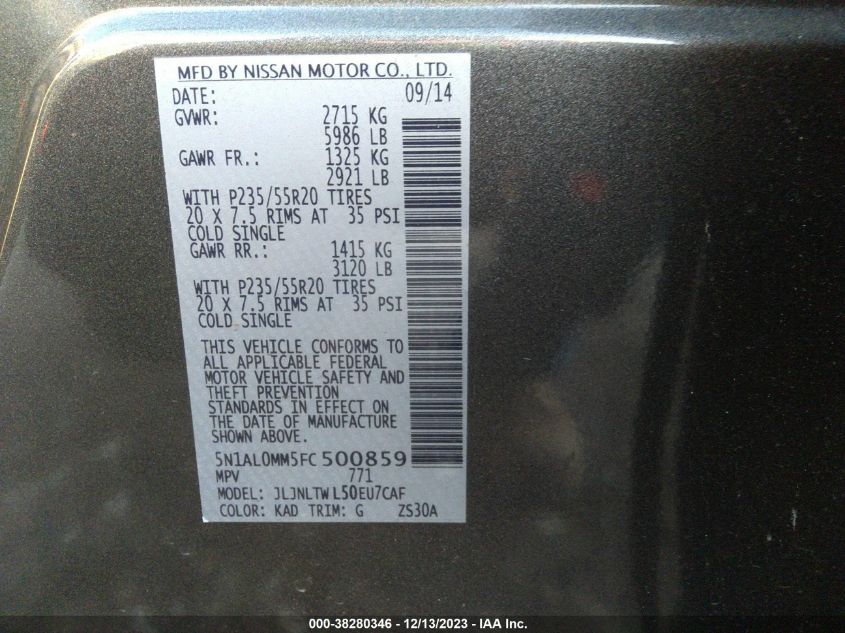 MFD BY NISSAN MOTOR CO., LTD.
DATE: 09/14
GVWR: 2715 KG
5986 LB
GAWR FR.: 1325 KG
2921 LB
WITH P235/55R20 TIRES
20 X 7.5 RIMS AT 35 PSI
COLD SINGLE
GAWR RR.: 1415 KG
3120 LB
WITH P235/55R20 TIRES
20 X 7.5 RIMS AT 35 PSI
COLD SINGLE
THIS VEHICLE CONFORMS TO
ALL APPLICABLE FEDERAL
MOTOR VEHICLE SAFETY AND
THEFT PREVENTION
STANDARDS IN EFFECT ON
THE DATE OF MANUFACTURE
SHOWN ABOVE.
5N1AL0MM5FC500859
MPV 771
MODEL: JLJNLTWL50EU7CAF
COLOR: KAD TRIM: G ZS30A
000-38280346 - 12/13/2023 - IAA Inc.